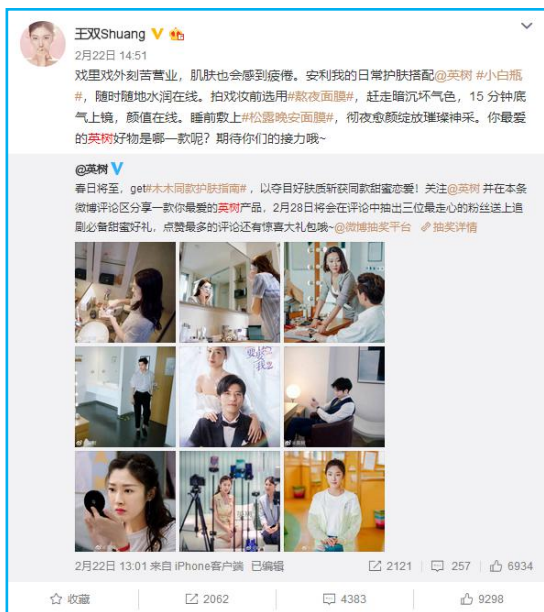 王双Shuang
2月22日 14:51
戏里戏外刻苦营业，肌肤也会感到疲倦。安利我的日常护肤搭配@英树 #小白瓶
#，随时随地水润在线。拍戏妆前选用#熬夜面膜#，赶走暗沉坏气色，15 分钟底
气上镜，颜值在线。睡前敷上#松露晚安面膜#，彻夜愈颜绽放璀璨神采。你最爱
的英树好物是哪一款呢？期待你们的接力哦~
@英树
春日将至，get#木木同款护肤指南#，以夺目好肤质斩获同款甜蜜恋爱！关注@英树 并在本条
微博评论区分享一款你最爱的英树产品，2月28日将会在评论中抽出三位最走心的粉丝送上追
剧必备甜蜜好礼，点赞最多的评论还有惊喜大礼包哦~@微博抽奖平台 抽奖详情
2月22日 13:01 来自 iPhone客户端 已编辑 2121 257 6934
收藏 2062 4383 9298